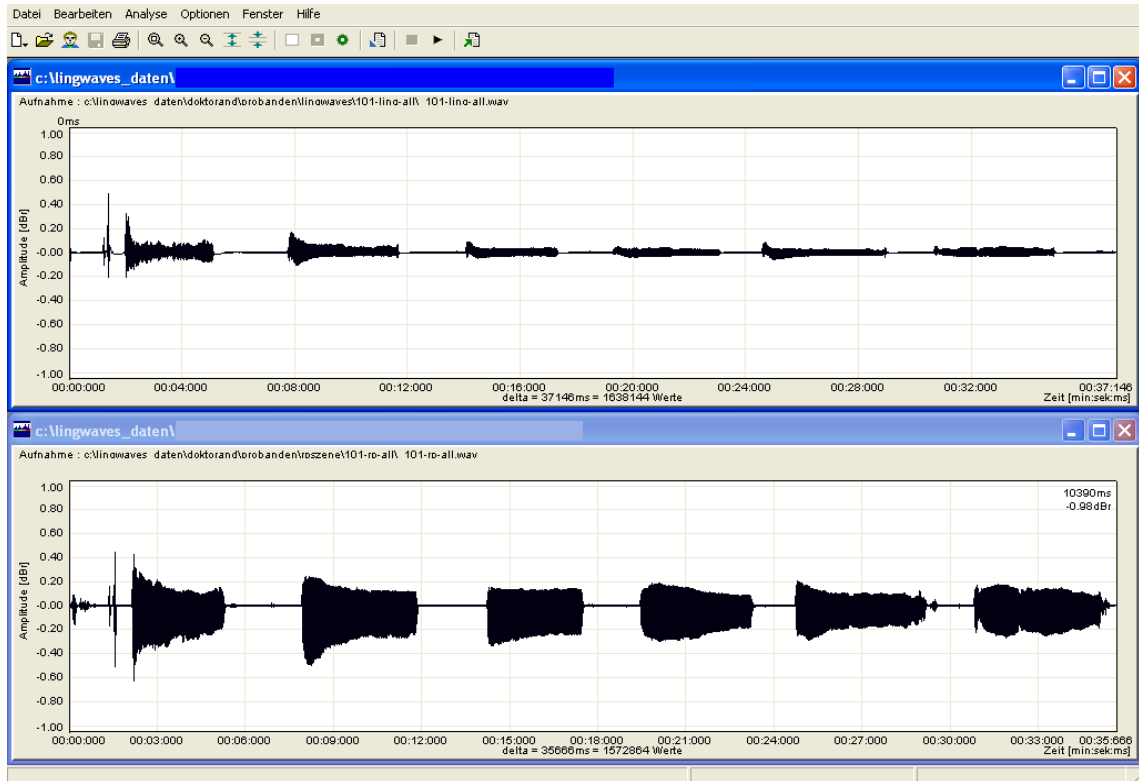 Datei Bearbeiten Analyse Optionen Fenster Hilfe
c:\lingwaves_daten\
Aufnahme : c:\lingwaves_daten\doktorand\probanden\lingwaves\101-ling-all\_101-ling-all.wav
0ms
1.00
0.80
0.60
0.40
0.20
-0.00
-0.20
-0.40
-0.60
-0.80
-1.00
Amplitude [dBr]
00:00:000 00:04:000 00:08:000 00:12:000 00:16:000 00:20:000 00:24:000 00:28:000 00:32:000 00:37:146
delta = 37146ms = 1638144 Werte Zeit [min:sek:ms]
c:\lingwaves_daten\
Aufnahme : c:\lingwaves_daten\doktorand\probanden\rpszene\101-rp-all\_101-rp-all.wav
10390ms
-0.98dBr
1.00
0.80
0.60
0.40
0.20
-0.00
-0.20
-0.40
-0.60
-0.80
-1.00
Amplitude [dBr]
00:00:000 00:03:000 00:06:000 00:09:000 00:12:000 00:15:000 00:18:000 00:21:000 00:24:000 00:27:000 00:30:000 00:33:000 00:35:666
delta = 35666ms = 1572864 Werte Zeit [min:sek:ms]